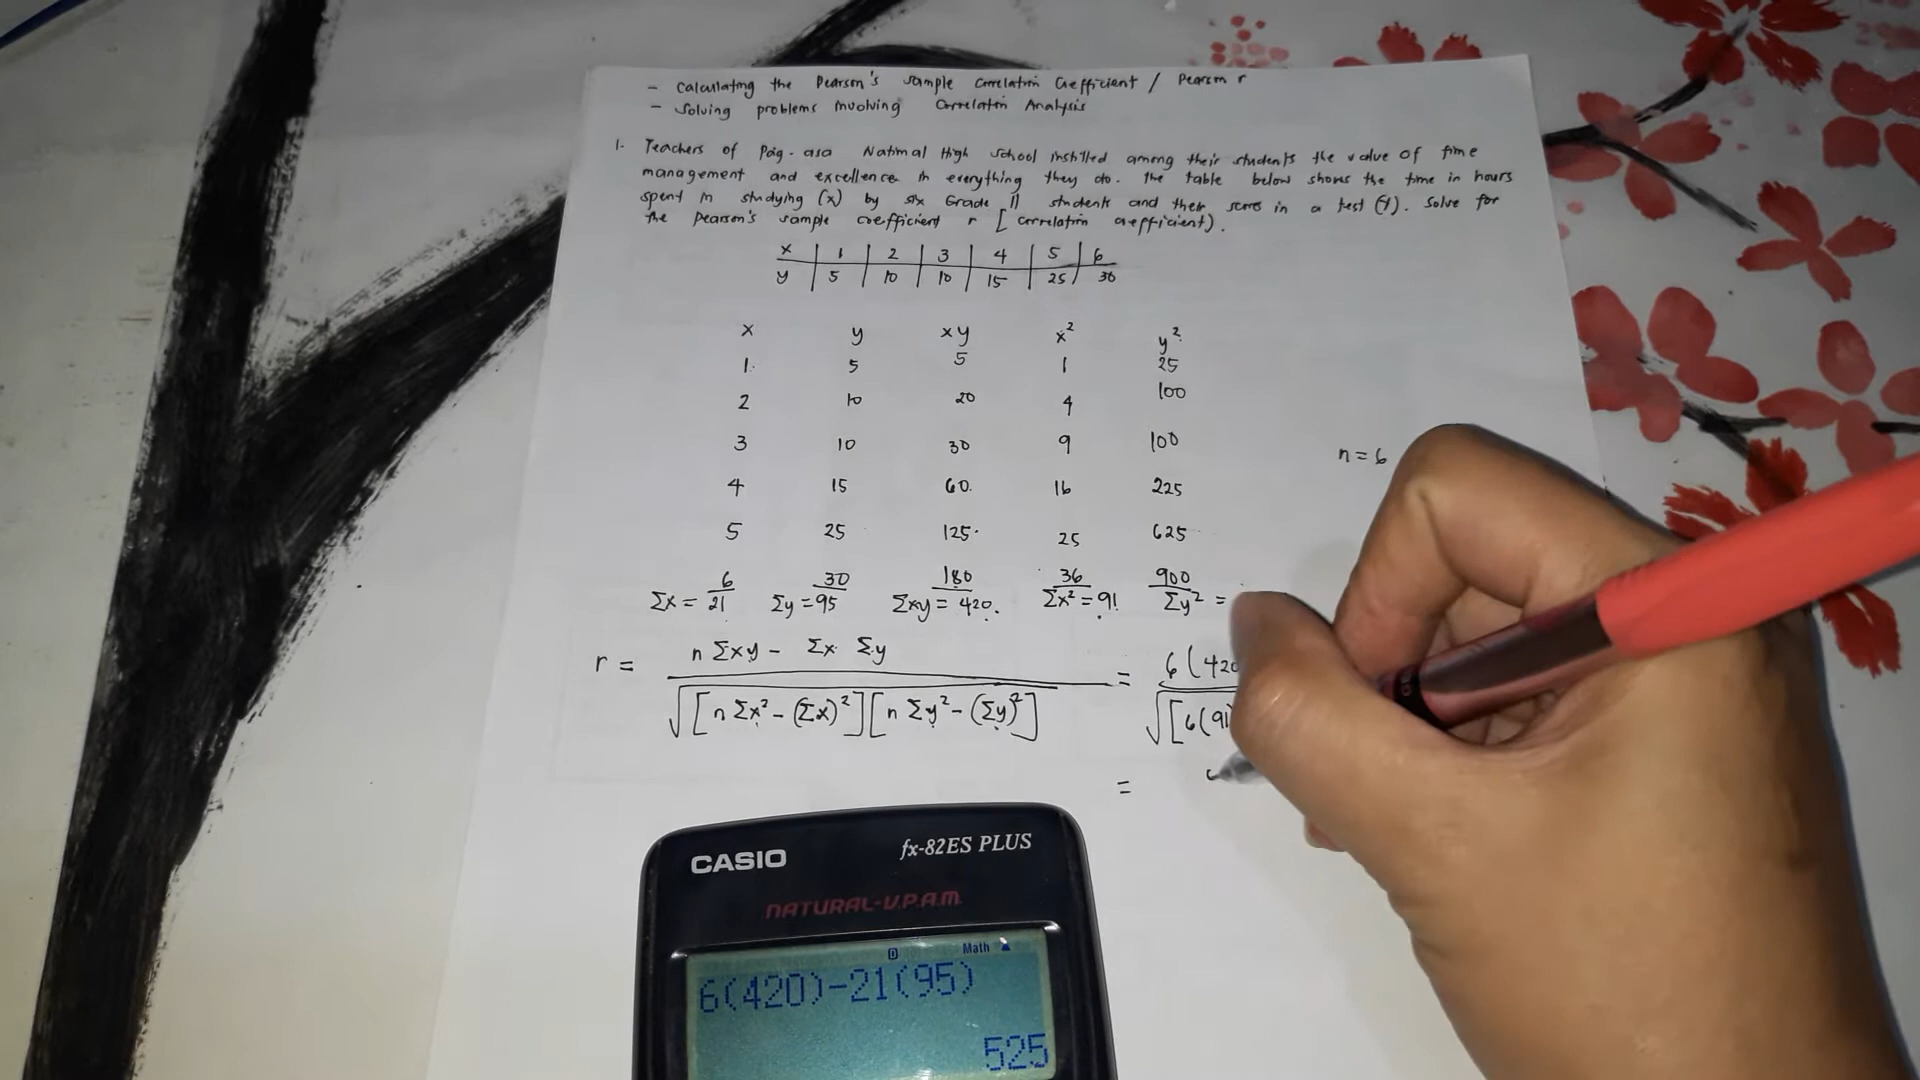 - Calculating the Pearson's sample Correlation Coefficient / Pearson r
- Solving problems Involving Correlation Analysis
1. Teachers of Pag-asa National High School instilled among their students the value of time
management and excellence in everything they do. The table below shows the time in hours
spent in studying (x) by six Grade 11 students and their scores in a test (Y). Solve for
the Pearson's sample coefficient r [correlation coefficient).
x 1 2 3 4 5 6
y 5 10 10 15 25 30
x y xy x² y²
1. 5 5 1 25
2 10 20 4 100
3 10 30 9 100
n = 6
4 15 60. 16 225
5 25 125. 25 625
6 30 180 36 900
Σx = 21 Σy = 95 Σxy = 420. Σx² = 91 Σy² =
r = n Σxy - Σx Σy = 6(420
√[n Σx² - (Σx)²][n Σy² - (Σy)²] √[6(91)
=
CASIO fx-82ES PLUS
NATURAL-V.P.A.M.
D Math ▲
6(420)-21(95)
525